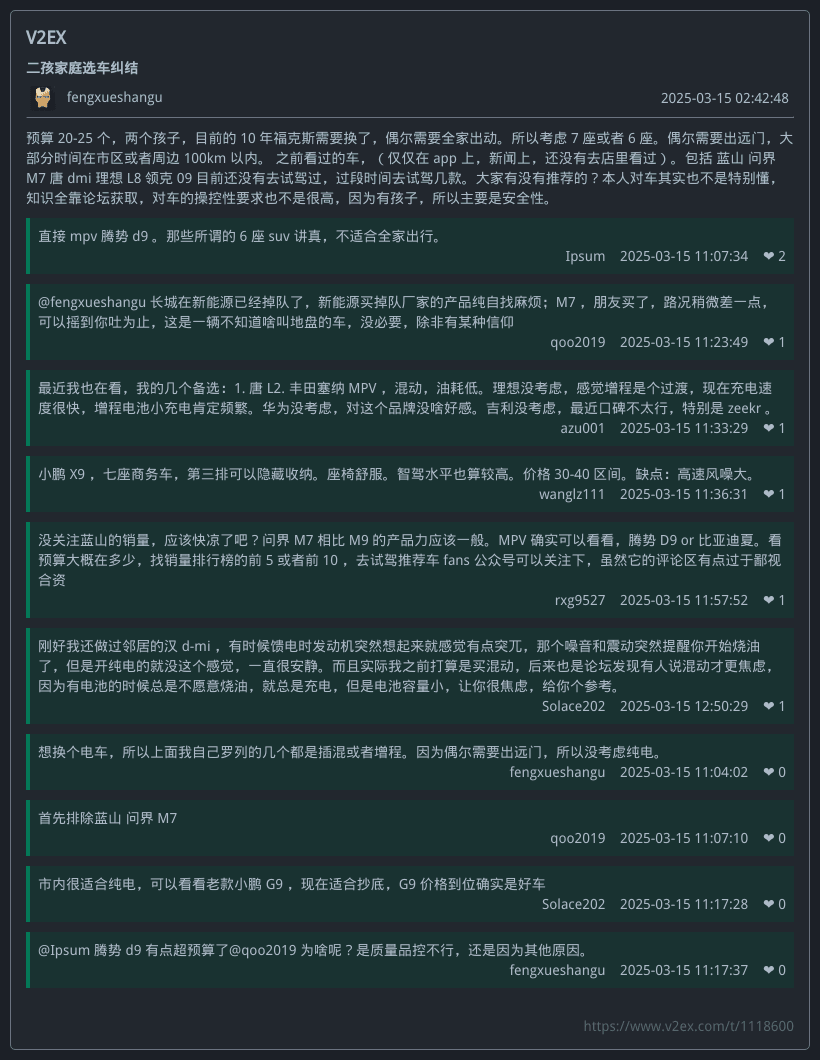 V2EX
二孩家庭选车纠结
fengxueshangu 2025-03-15 02:42:48
预算 20-25 个，两个孩子，目前的 10 年福克斯需要换了，偶尔需要全家出动。所以考虑 7 座或者 6 座。偶尔需要出远门，大
部分时间在市区或者周边 100km 以内。 之前看过的车，（ 仅仅在 app 上，新闻上，还没有去店里看过 ）。包括 蓝山 问界
M7 唐 dmi 理想 L8 领克 09 目前还没有去试驾过，过段时间去试驾几款。大家有没有推荐的？本人对车其实也不是特别懂，
知识全靠论坛获取，对车的操控性要求也不是很高，因为有孩子，所以主要是安全性。
直接 mpv 腾势 d9 。那些所谓的 6 座 suv 讲真，不适合全家出行。
Ipsum 2025-03-15 11:07:34 ❤ 2
@fengxueshangu 长城在新能源已经掉队了，新能源买掉队厂家的产品纯自找麻烦；M7 ，朋友买了，路况稍微差一点，
可以摇到你吐为止，这是一辆不知道啥叫地盘的车，没必要，除非有某种信仰
qoo2019 2025-03-15 11:23:49 ❤ 1
最近我也在看，我的几个备选：1. 唐 L2. 丰田塞纳 MPV ，混动，油耗低。理想没考虑，感觉增程是个过渡，现在充电速
度很快，增程电池小充电肯定频繁。华为没考虑，对这个品牌没啥好感。吉利没考虑，最近口碑不太行，特别是 zeekr 。
azu001 2025-03-15 11:33:29 ❤ 1
小鹏 X9 ，七座商务车，第三排可以隐藏收纳。座椅舒服。智驾水平也算较高。价格 30-40 区间。缺点：高速风噪大。
wanglz111 2025-03-15 11:36:31 ❤ 1
没关注蓝山的销量，应该快凉了吧？问界 M7 相比 M9 的产品力应该一般。MPV 确实可以看看，腾势 D9 or 比亚迪夏。看
预算大概在多少，找销量排行榜的前 5 或者前 10 ，去试驾推荐车 fans 公众号可以关注下，虽然它的评论区有点过于鄙视
合资
rxg9527 2025-03-15 11:57:52 ❤ 1
刚好我还做过邻居的汉 d-mi ，有时候馈电时发动机突然想起来就感觉有点突兀，那个噪音和震动突然提醒你开始烧油
了，但是开纯电的就没这个感觉，一直很安静。而且实际我之前打算是买混动，后来也是论坛发现有人说混动才更焦虑，
因为有电池的时候总是不愿意烧油，就总是充电，但是电池容量小，让你很焦虑，给你个参考。
Solace202 2025-03-15 12:50:29 ❤ 1
想换个电车，所以上面我自己罗列的几个都是插混或者增程。因为偶尔需要出远门，所以没考虑纯电。
fengxueshangu 2025-03-15 11:04:02 ❤ 0
首先排除蓝山 问界 M7
qoo2019 2025-03-15 11:07:10 ❤ 0
市内很适合纯电，可以看看老款小鹏 G9 ，现在适合抄底，G9 价格到位确实是好车
Solace202 2025-03-15 11:17:28 ❤ 0
@Ipsum 腾势 d9 有点超预算了@qoo2019 为啥呢？是质量品控不行，还是因为其他原因。
fengxueshangu 2025-03-15 11:17:37 ❤ 0
https://www.v2ex.com/t/1118600